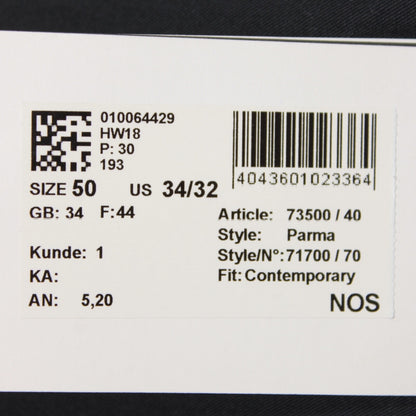 010064429
HW18
P: 30
193
4043601023364
SIZE 50 US 34/32
GB: 34 F:44
Article: 73500 / 40
Style: Parma
Kunde: 1
Style/N°: 71700 / 70
KA:
Fit: Contemporary
AN: 5,20
NOS